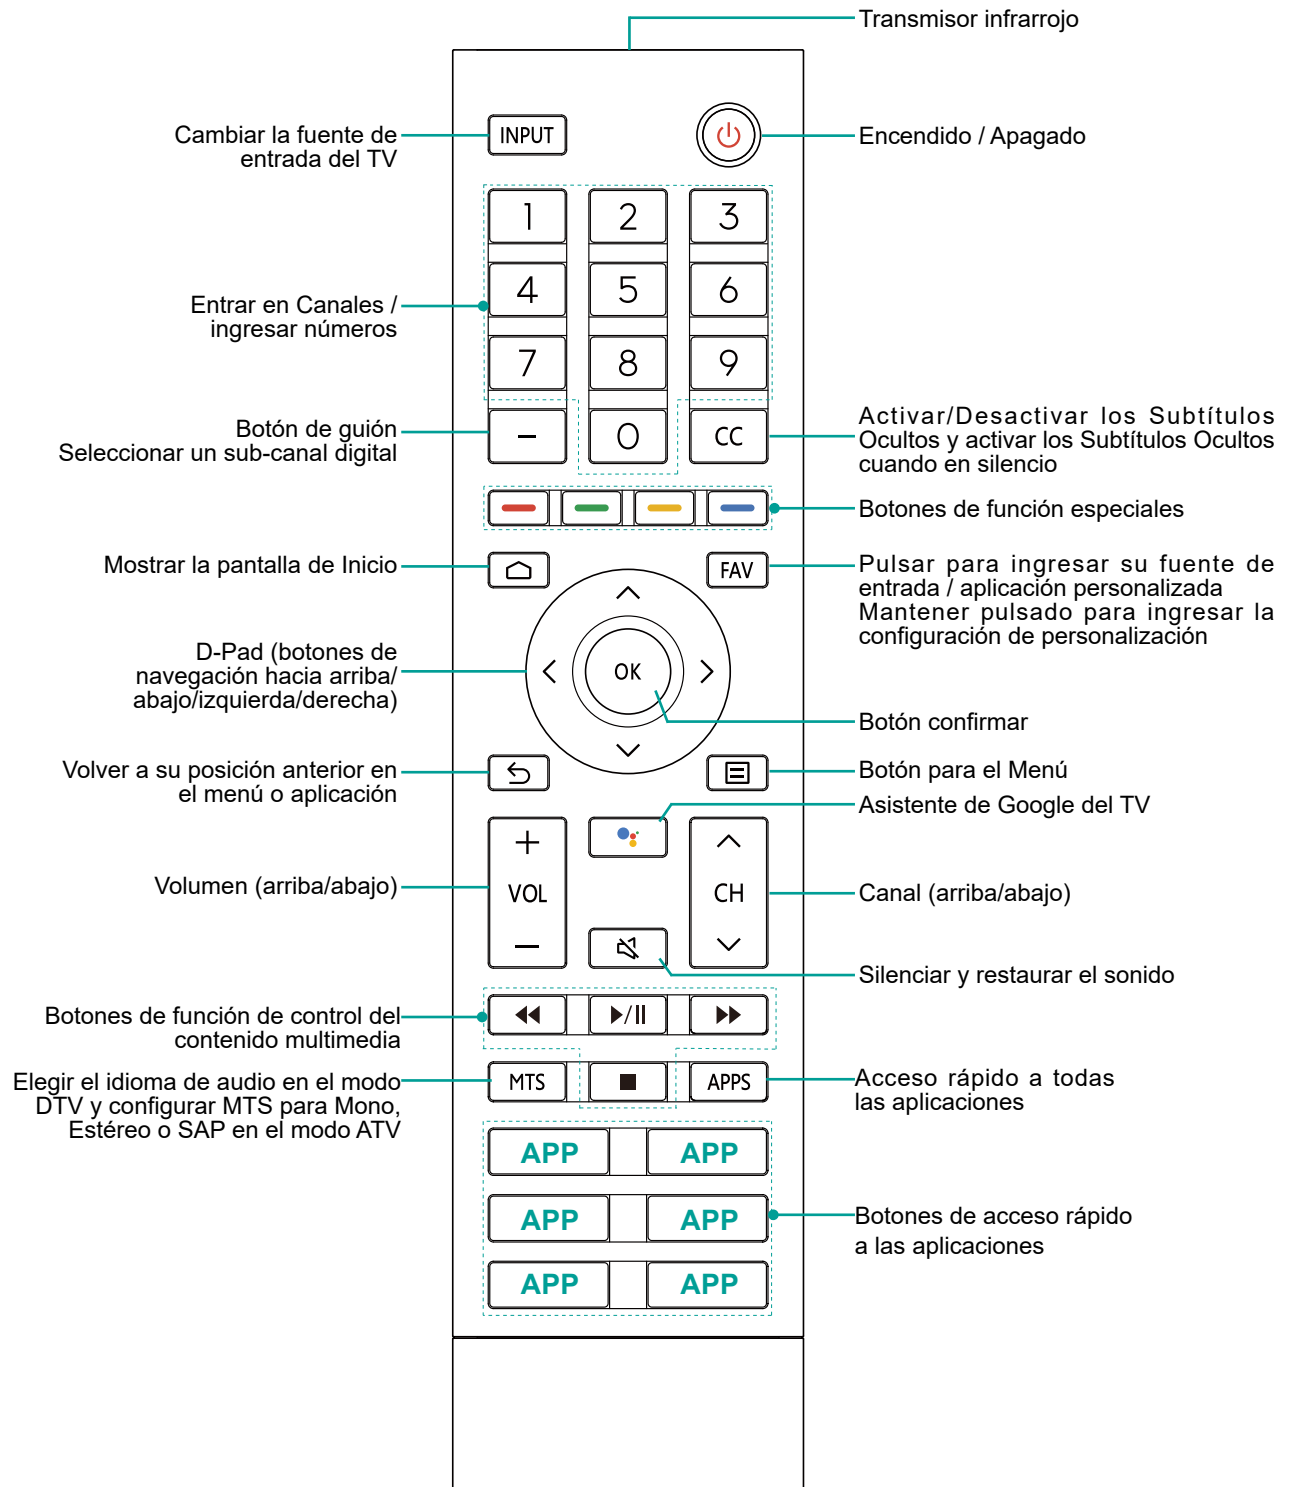 Transmisor infrarrojo
Cambiar la fuente de
entrada del TV
INPUT
Encendido / Apagado
1 2 3
4 5 6
Entrar en Canales /
ingresar números
7 8 9
Botón de guión
Seleccionar un sub-canal digital
– 0 CC
Activar/Desactivar los Subtítulos
Ocultos y activar los Subtítulos Ocultos
cuando en silencio
Botones de función especiales
Mostrar la pantalla de Inicio
FAV
Pulsar para ingresar su fuente de
entrada / aplicación personalizada
Mantener pulsado para ingresar la
configuración de personalización
D-Pad (botones de
navegación hacia arriba/
abajo/izquierda/derecha)
OK
Botón confirmar
Volver a su posición anterior en
el menú o aplicación
Botón para el Menú
Asistente de Google del TV
Volumen (arriba/abajo)
+
VOL
–
CH
Canal (arriba/abajo)
Silenciar y restaurar el sonido
Botones de función de control del
contenido multimedia
Elegir el idioma de audio en el modo
DTV y configurar MTS para Mono,
Estéreo o SAP en el modo ATV
MTS
APPS
Acceso rápido a todas
las aplicaciones
APP APP
APP APP
APP APP
Botones de acceso rápido
a las aplicaciones